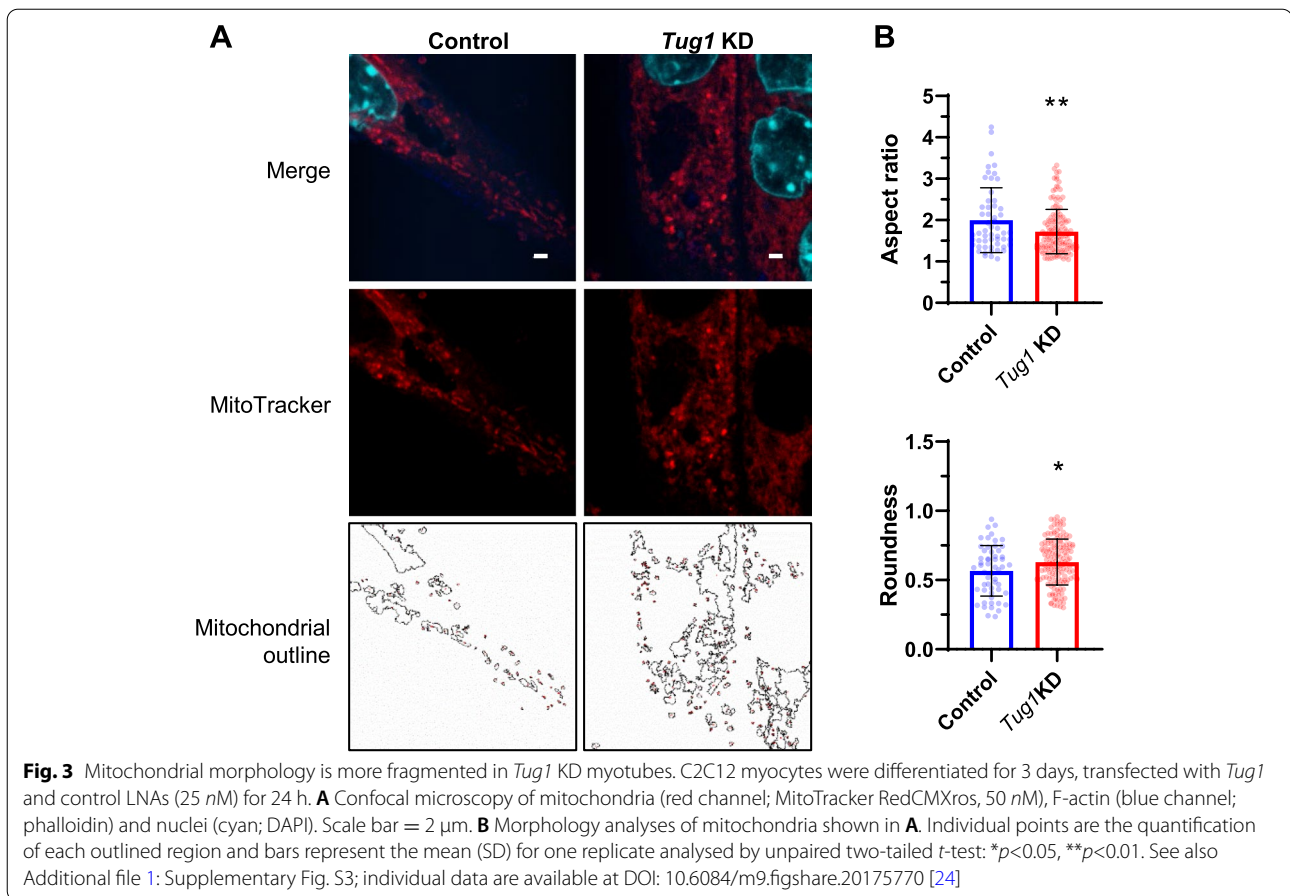 A
Control
Tug1 KD
B
Merge
MitoTracker
Mitochondrial
outline
Aspect ratio
5
4
3
2
1
0
**
Control
Tug1 KD
Roundness
1.5
1.0
0.5
0.0
*
Control
Tug1KD
Fig. 3 Mitochondrial morphology is more fragmented in Tug1 KD myotubes. C2C12 myocytes were differentiated for 3 days, transfected with Tug1
and control LNAs (25 nM) for 24 h. A Confocal microscopy of mitochondria (red channel; MitoTracker RedCMXros, 50 nM), F-actin (blue channel;
phalloidin) and nuclei (cyan; DAPI). Scale bar = 2 μm. B Morphology analyses of mitochondria shown in A. Individual points are the quantification
of each outlined region and bars represent the mean (SD) for one replicate analysed by unpaired two-tailed t-test: *p<0.05, **p<0.01. See also
Additional file 1: Supplementary Fig. S3; individual data are available at DOI: 10.6084/m9.figshare.20175770 [24]